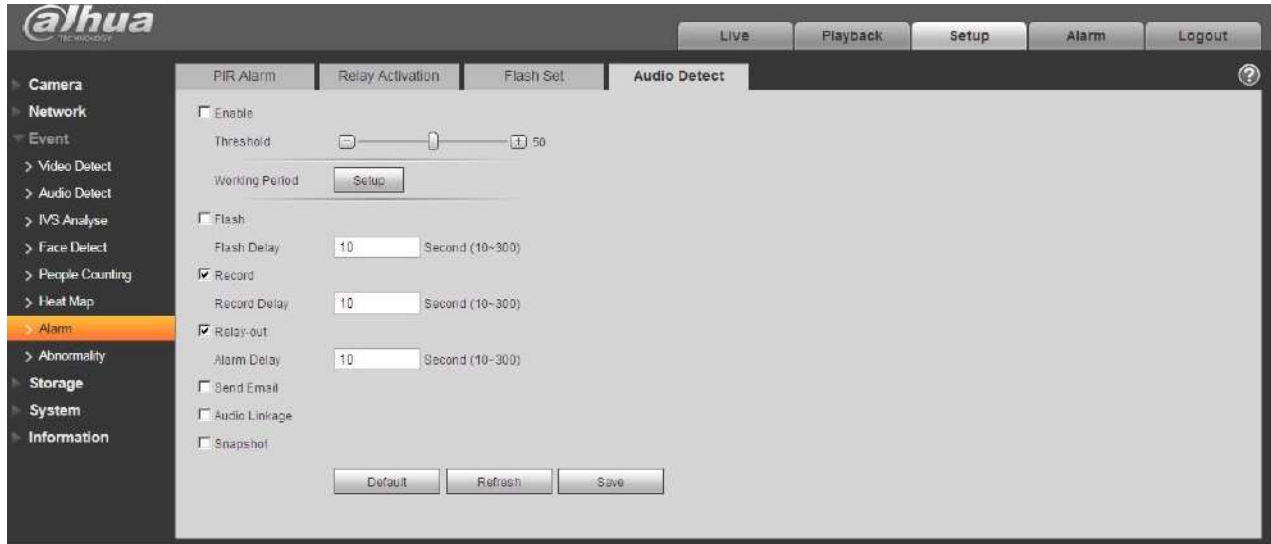 alhua
TECHNOLOGY
Live Playback Setup Alarm Logout
PIR Alarm Relay Activation Flash Set Audio Detect ?
Camera
Network
Event
Video Detect
Audio Detect
IVS Analyse
Face Detect
People Counting
Heat Map
Alarm
Abnormality
Storage
System
Information
Enable
Threshold 50
Working Period Setup
Flash
Flash Delay 10 Second (10~300)
Record
Record Delay 10 Second (10~300)
Relay-out
Alarm Delay 10 Second (10~300)
Send Email
Audio Linkage
Snapshot
Default Refresh Save